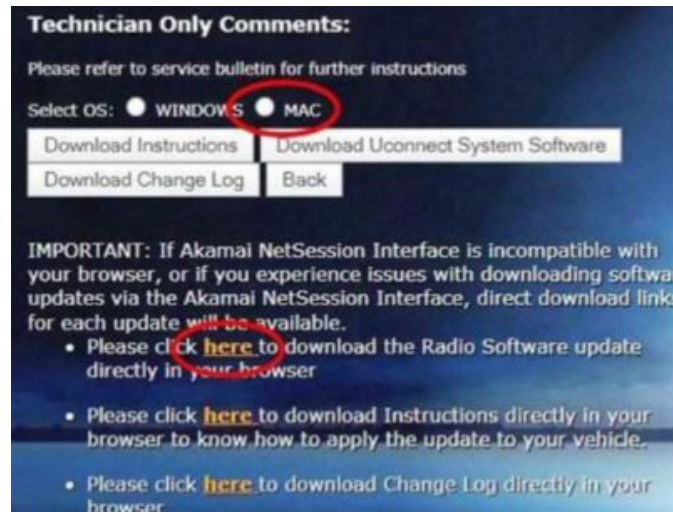 Technician Only Comments:
Please refer to service bulletin for further instructions
Select OS: WINDOWS MAC
Download Instructions Download Uconnect System Software
Download Change Log Back
IMPORTANT: If Akamai NetSession Interface is incompatible with
your browser, or if you experience issues with downloading softwa
updates via the Akamai NetSession Interface, direct download link
for each update will be available.
• Please click here to download the Radio Software update
directly in your browser
• Please click here to download Instructions directly in your
browser to know how to apply the update to your vehicle.
• Please click here to download Change Log directly in your
browser